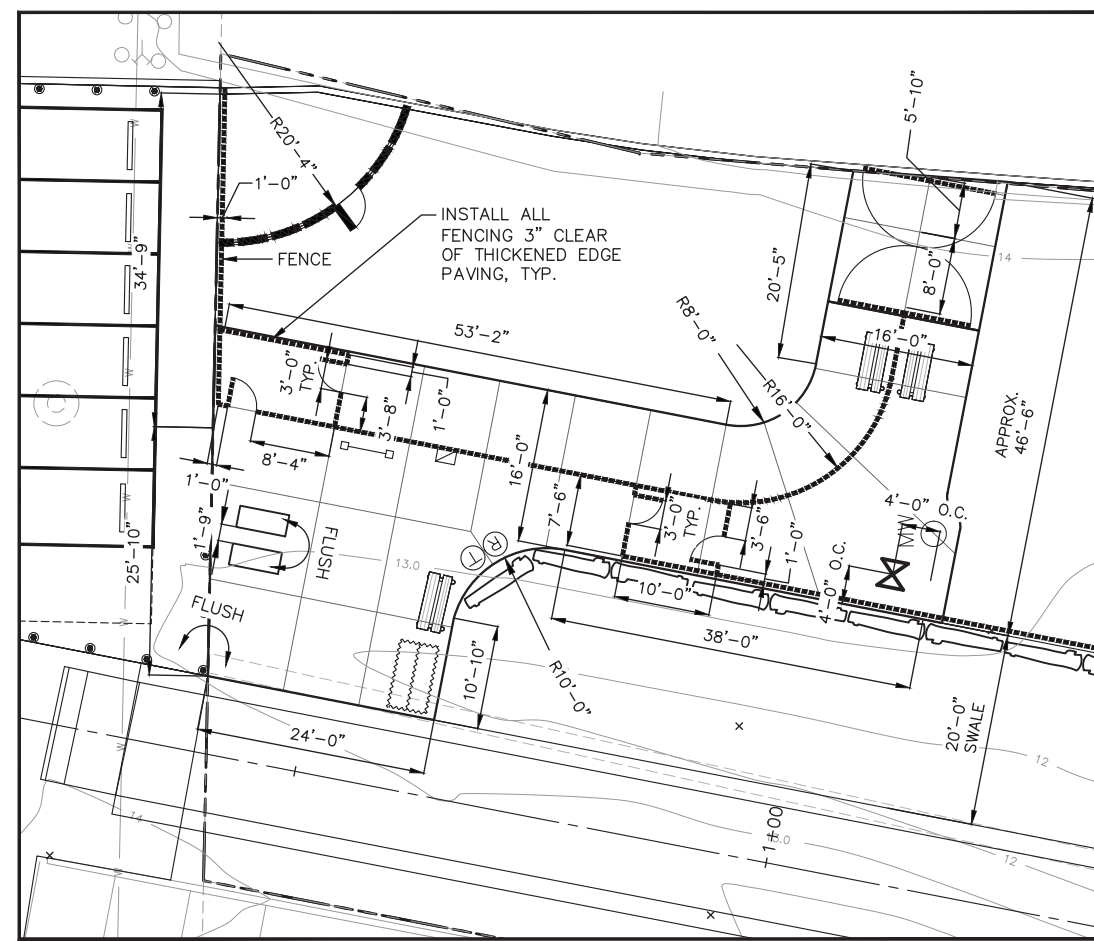 5'-10"
R20'-4"
1'-0"
INSTALL ALL
FENCING 3" CLEAR
OF THICKENED EDGE
PAVING, TYP.
FENCE
34'-9"
W
20'-5"
8'-0"
14
53'-2"
R8'-0"
16'-0"
3'-0"
TYP.
W
R16'-0"
3'-8"
1'-0"
APPROX.
46'-6"
16'-0"
8'-4"
1'-0"
7'-6"
4'-0" O.C.
W
3'-0"
TYP.
3'-6"
MW
1'-9"
FLUSH
R
T
1'-0"
25'-10"
13.0
4'-0" O.C.
10'-0"
FLUSH
W
38'-0"
10'-10"
R10'-0"
20'-0"
SWALE
24'-0"
W
12
14
1+00
13.0
12
W